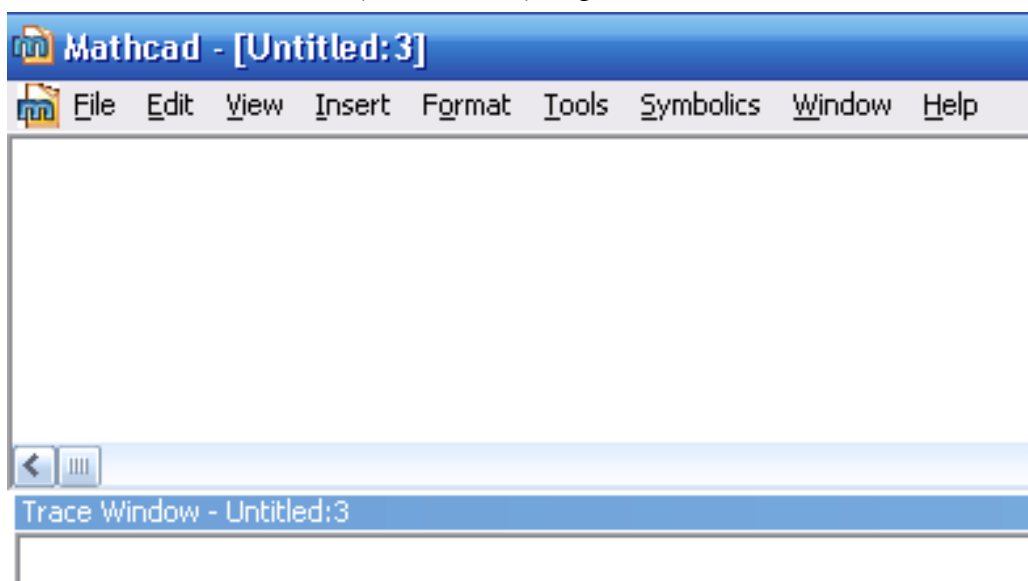 Mathcad - [Untitled:3]
File Edit View Insert Format Tools Symbolics Window Help
Trace Window - Untitled:3